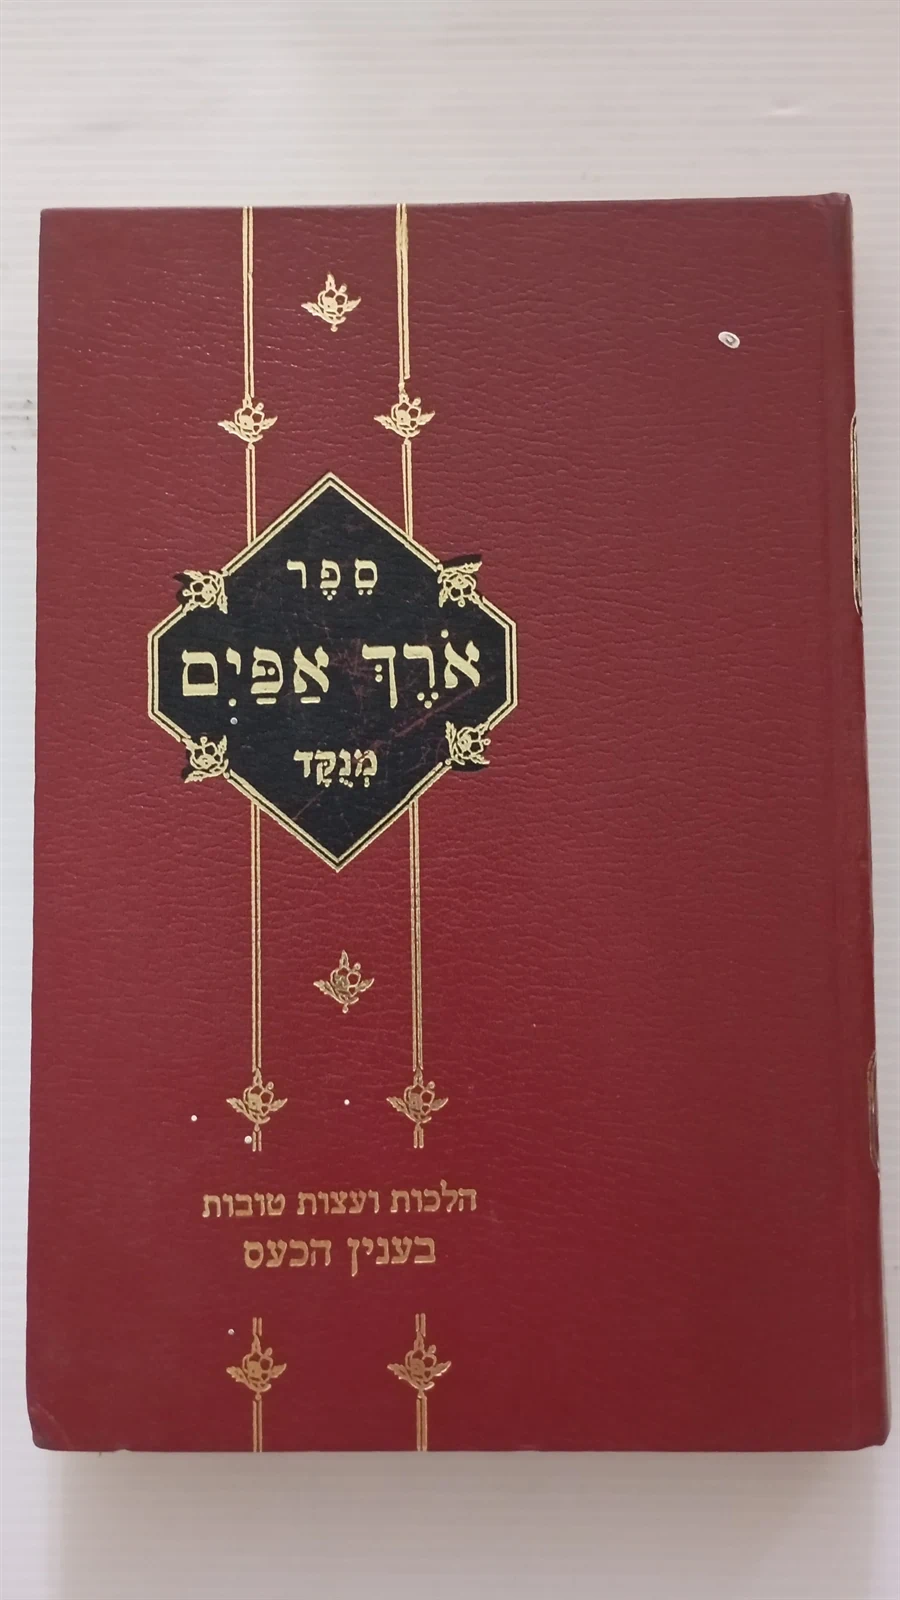 סֵפֶר
אֹרֶךְ אַפַּיִם
מְנֻקָּד
הלכות ועצות טובות
בענין הכעס